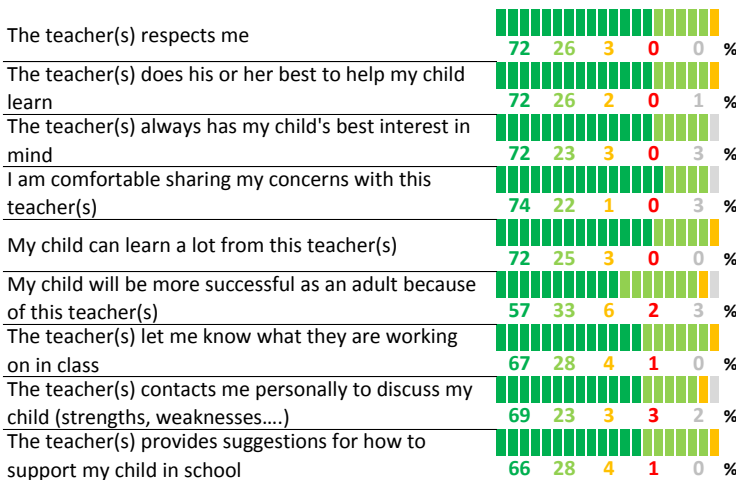 The teacher(s) respects me
72 26 3 0 0 %
The teacher(s) does his or her best to help my child
learn
72 26 2 0 1 %
The teacher(s) always has my child's best interest in
mind
72 23 3 0 3 %
I am comfortable sharing my concerns with this
teacher(s)
74 22 1 0 3 %
My child can learn a lot from this teacher(s)
72 25 3 0 0 %
My child will be more successful as an adult because
of this teacher(s)
57 33 6 2 3 %
The teacher(s) let me know what they are working
on in class
67 28 4 1 0 %
The teacher(s) contacts me personally to discuss my
child (strengths, weaknesses....)
69 23 3 3 2 %
The teacher(s) provides suggestions for how to
support my child in school
66 28 4 1 0 %